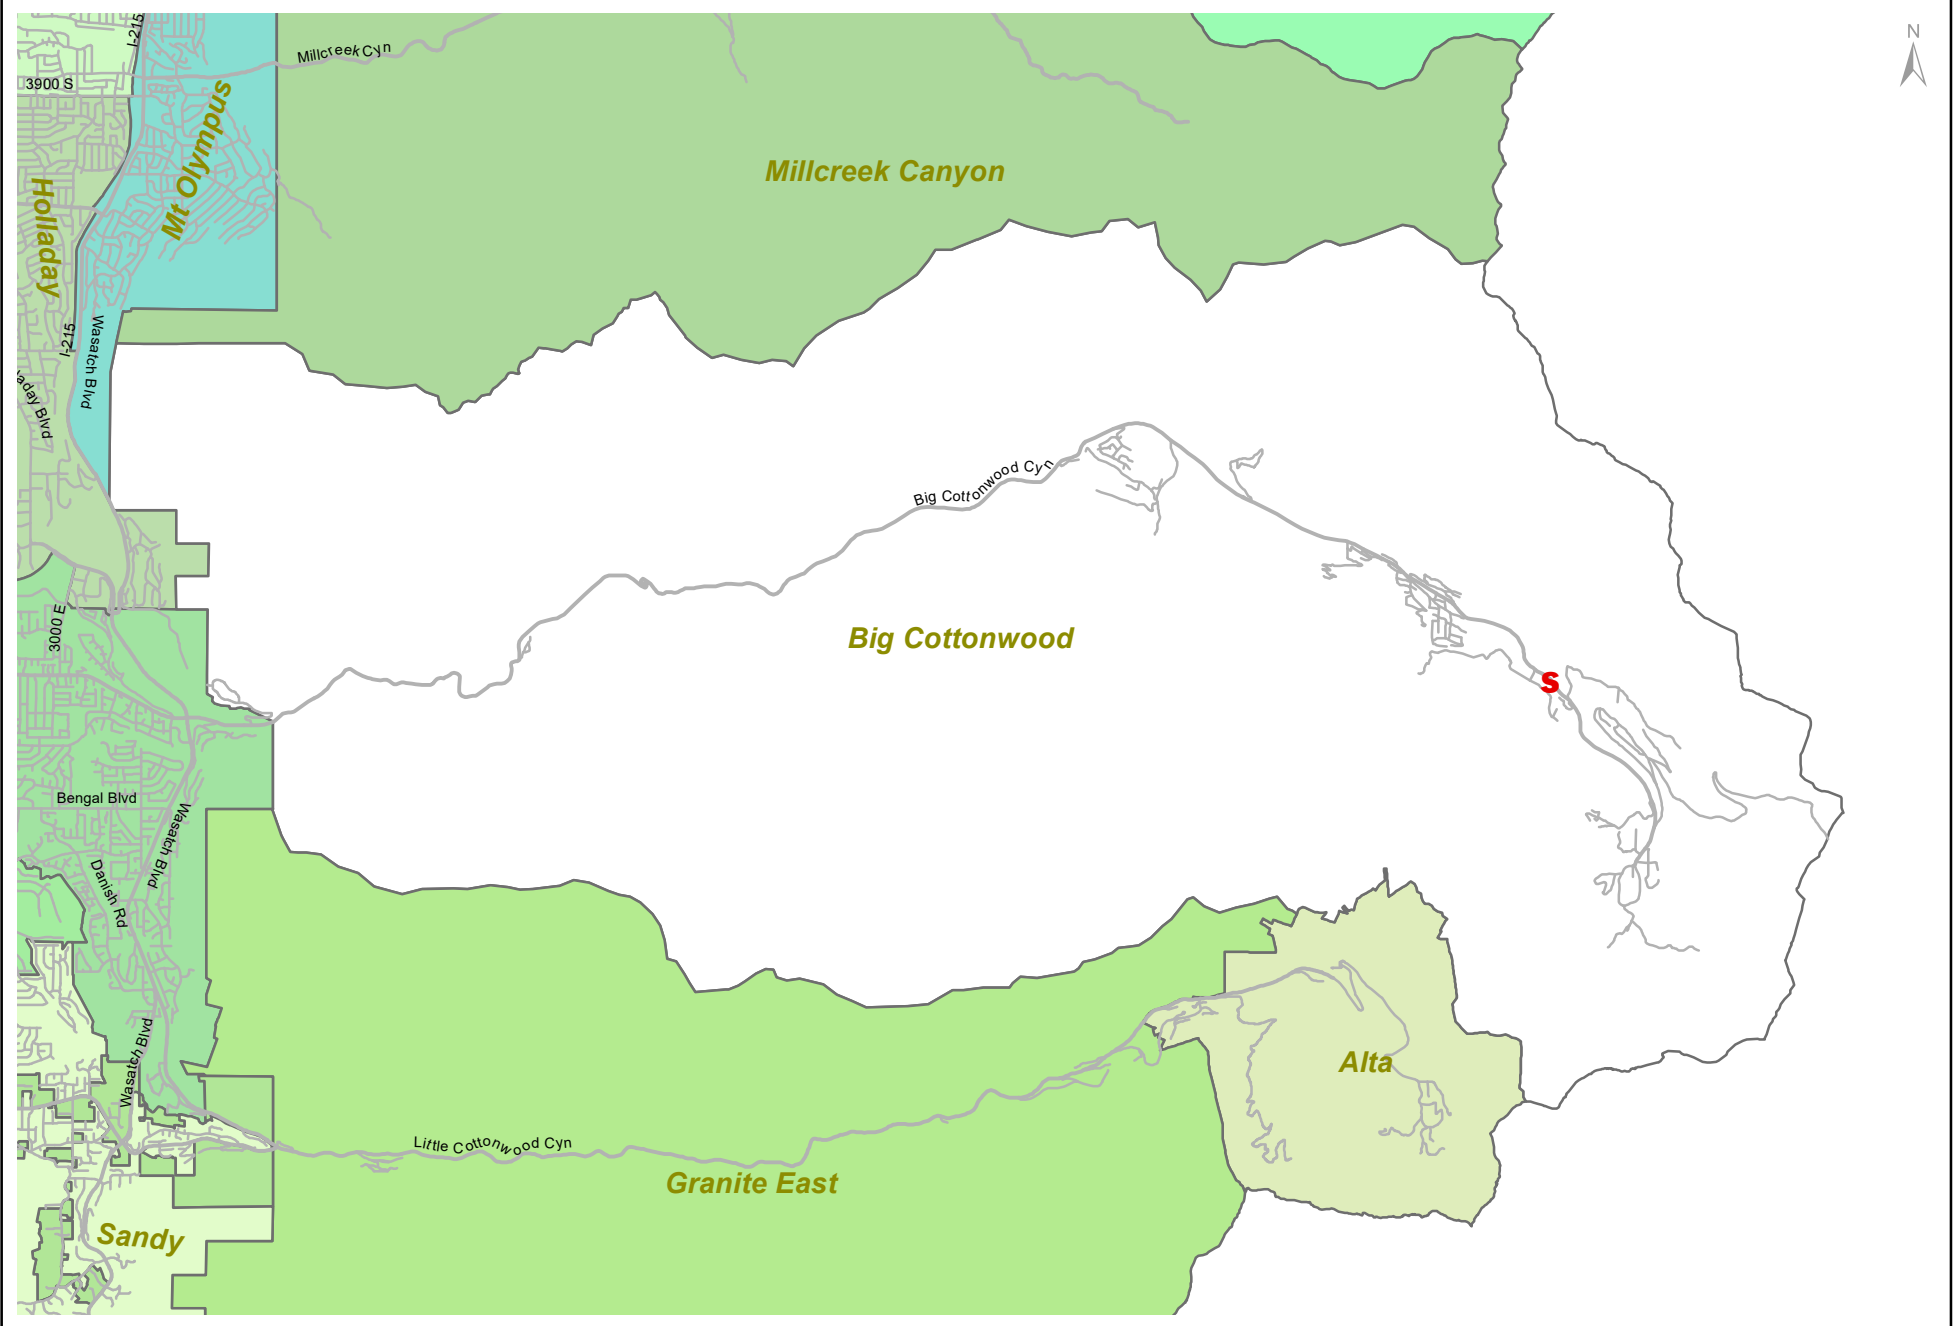 N
I-215
Millcreek Cyn
3900 S
Mt Olympus
Millcreek Canyon
Holladay
I-215
Wasatch Blvd
aday Blvd
Big Cottonwood Cyn
3000 E
Big Cottonwood
S
Bengal Blvd
Wasatch Blvd
Danish Rd
Wasatch Blvd
Alta
Little Cottonwood Cyn
Granite East
Sandy